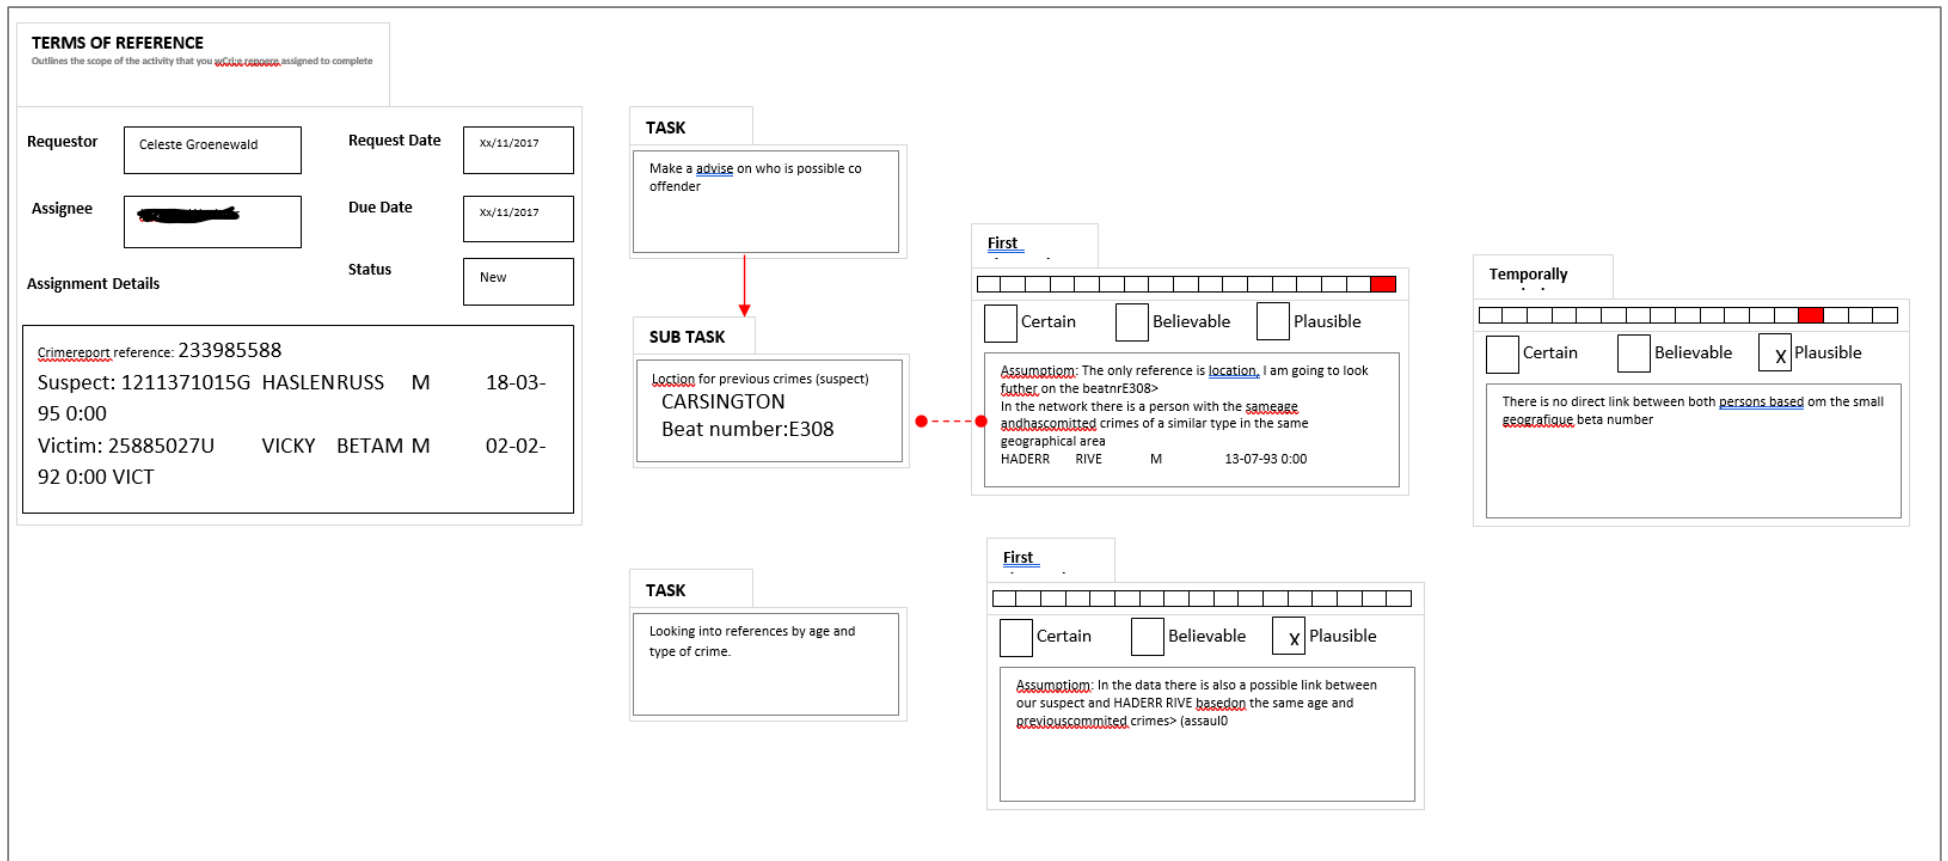 TERMS OF REFERENCE
Outlines the scope of the activity that you wCri:e reppere assigned to complete
Requestor
Celeste Groenewald
Request Date
Xx/11/2017
Assignee
Due Date
Xx/11/2017
Status
New
Assignment Details
Crimereport reference: 233985588
Suspect: 1211371015G HASLENRUSS M 18-03-
95 0:00
Victim: 25885027U VICKY BETAM M 02-02-
92 0:00 VICT
TASK
Make a advise on who is possible co
offender
SUB TASK
Loction for previous crimes (suspect)
CARSINGTON
Beat number:E308
First
Certain
Believable
Plausible
Assumptiom: The only reference is location, I am going to look
futher on the beatnrE308>
In the network there is a person with the sameage
andhascomitted crimes of a similar type in the same
geographical area
HADERR RIVE M 13-07-93 0:00
Temporally
Certain
Believable
x Plausible
There is no direct link between both persons based om the small
geografique beta number
TASK
Looking into references by age and
type of crime.
First
Certain
Believable
x Plausible
Assumptiom: In the data there is also a possible link between
our suspect and HADERR RIVE basedon the same age and
previouscommited crimes> (assaul0